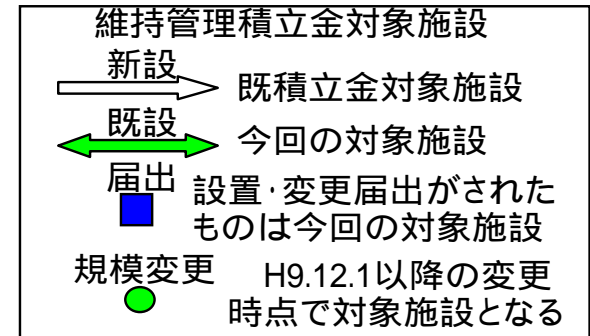 維持管理積立金対象施設
新設
既積立金対象施設
既設
今回の対象施設
届出
設置·変更届出がされた
ものは今回の対象施設
規模変更
H9.12.1以降の変更
時点で対象施設となる